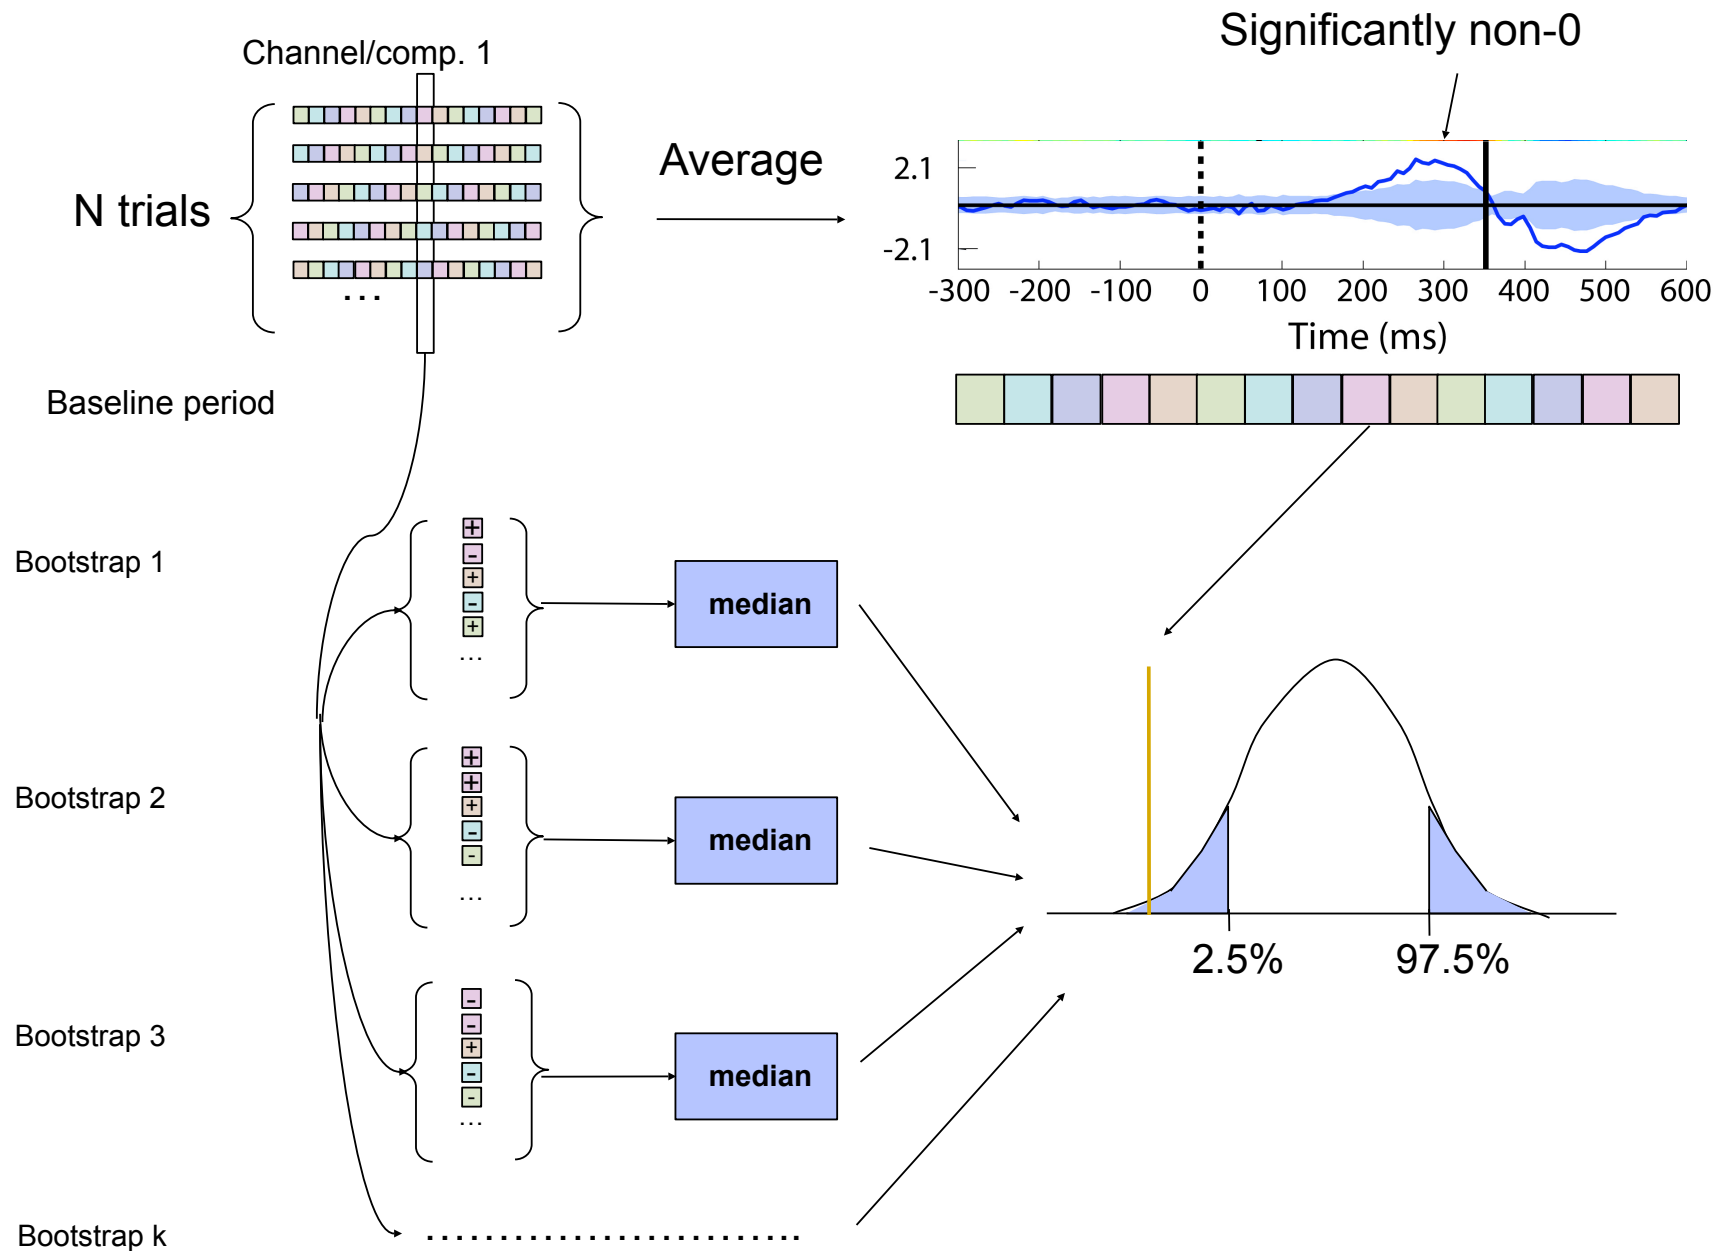 Significantly non-0
Channel/comp. 1
N trials
...
Average
2.1
-2.1
-300 -200 -100 0 100 200 300 400 500 600
Time (ms)
Baseline period
Bootstrap 1
+
-
+
-
+
...
median
Bootstrap 2
+
+
+
-
-
...
median
2.5% 97.5%
Bootstrap 3
-
-
+
-
-
...
median
Bootstrap k
..........................